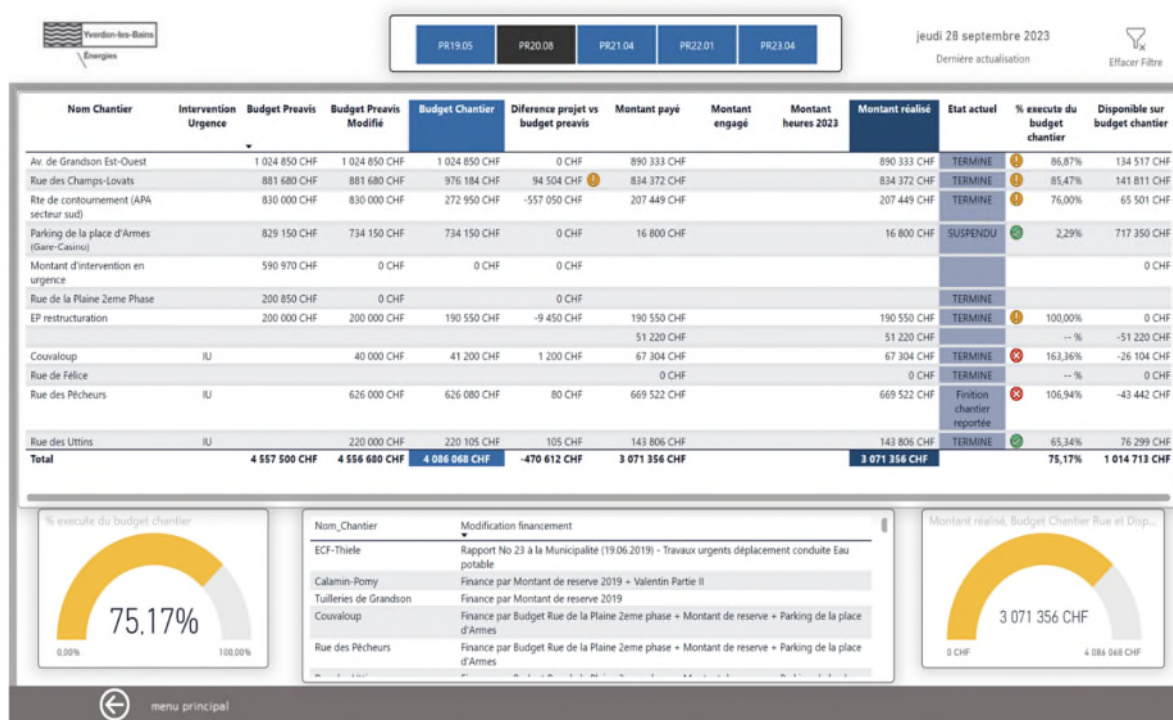 Yverdon-les-Bains
Énergies
PR19.05 PR20.08 PR21.04 PR22.01 PR23.04
jeudi 28 septembre 2023
Dernière actualisation
Effacer Filtre
Nom Chantier Intervention Urgence Budget Preavis Budget Preavis Modifié Budget Chantier Diference projet vs budget preavis Montant payé Montant engagé Montant heures 2023 Montant réalisé Etat actuel % execute du budget chantier Disponible sur budget chantier
Av. de Grandson Est-Ouest 1 024 850 CHF 1 024 850 CHF 1 024 850 CHF 0 CHF 890 333 CHF 890 333 CHF TERMINE 86,87% 134 517 CHF
Rue des Champs-Lovats 881 680 CHF 881 680 CHF 976 184 CHF 94 504 CHF 834 372 CHF 834 372 CHF TERMINE 85,47% 141 811 CHF
Rte de contournement (APA secteur sud) 830 000 CHF 830 000 CHF 272 950 CHF -557 050 CHF 207 449 CHF 207 449 CHF TERMINE 76,00% 65 501 CHF
Parking de la place d'Armes (Gare-Casino) 829 150 CHF 734 150 CHF 734 150 CHF 0 CHF 16 800 CHF 16 800 CHF SUSPENDU 2,29% 717 350 CHF
Montant d'intervention en urgence 590 970 CHF 0 CHF 0 CHF 0 CHF 0 CHF
Rue de la Plaine 2eme Phase 200 850 CHF 0 CHF 0 CHF TERMINE
EP restructuration 200 000 CHF 200 000 CHF 190 550 CHF -9 450 CHF 190 550 CHF 190 550 CHF TERMINE 100,00% 0 CHF
51 220 CHF 51 220 CHF -- % -51 220 CHF
Couvaloup IU 40 000 CHF 41 200 CHF 1 200 CHF 67 304 CHF 67 304 CHF TERMINE 163,36% -26 104 CHF
Rue de Félice 0 CHF 0 CHF TERMINE -- % 0 CHF
Rue des Pêcheurs IU 626 000 CHF 626 080 CHF 80 CHF 669 522 CHF 669 522 CHF Finition chantier reportée 106,94% -43 442 CHF
Rue des Uttins IU 220 000 CHF 220 105 CHF 105 CHF 143 806 CHF 143 806 CHF TERMINE 65,34% 76 299 CHF
Total 4 557 500 CHF 4 556 680 CHF 4 086 068 CHF -470 612 CHF 3 071 356 CHF 3 071 356 CHF 75,17% 1 014 713 CHF
% execute du budget chantier
75,17%
0,00% 100,00%
Nom_Chantier Modification financement
ECF-Thiele Rapport No 23 à la Municipalité (19.06.2019) - Travaux urgents déplacement conduite Eau
potable
Calamin-Pomy Finance par Montant de reserve 2019 + Valentin Partie II
Tuilleries de Grandson Finance par Montant de reserve 2019
Couvaloup Finance par Budget Rue de la Plaine 2eme phase + Montant de reserve + Parking de la place
d'Armes
Rue des Pêcheurs Finance par Budget Rue de la Plaine 2eme phase + Montant de reserve + Parking de la place
d'Armes
Montant réalisé, Budget Chantier Rue et Disp...
3 071 356 CHF
0 CHF 4 086 068 CHF
menu principal